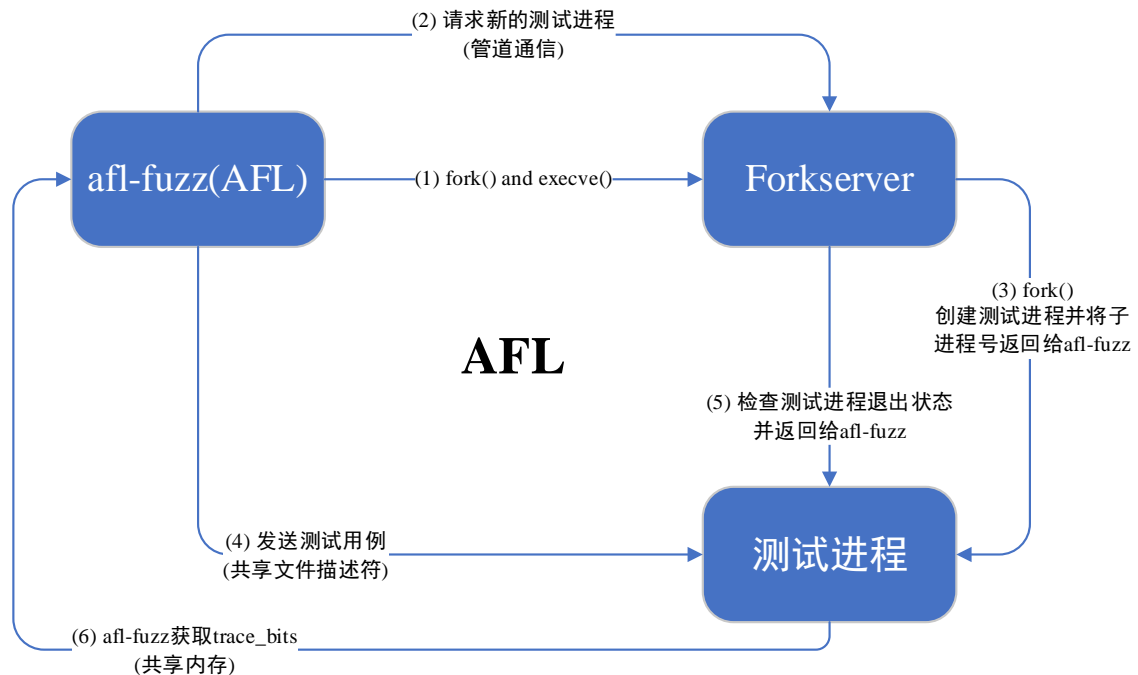 (2) 请求新的测试进程
(管道通信)
afl-fuzz(AFL)
(1) fork() and execve()
Forkserver
(3) fork()
创建测试进程并将子
进程号返回给afl-fuzz
AFL
(5) 检查测试进程退出状态
并返回给afl-fuzz
(4) 发送测试用例
(共享文件描述符)
测试进程
(6) afl-fuzz获取trace_bits
(共享内存)